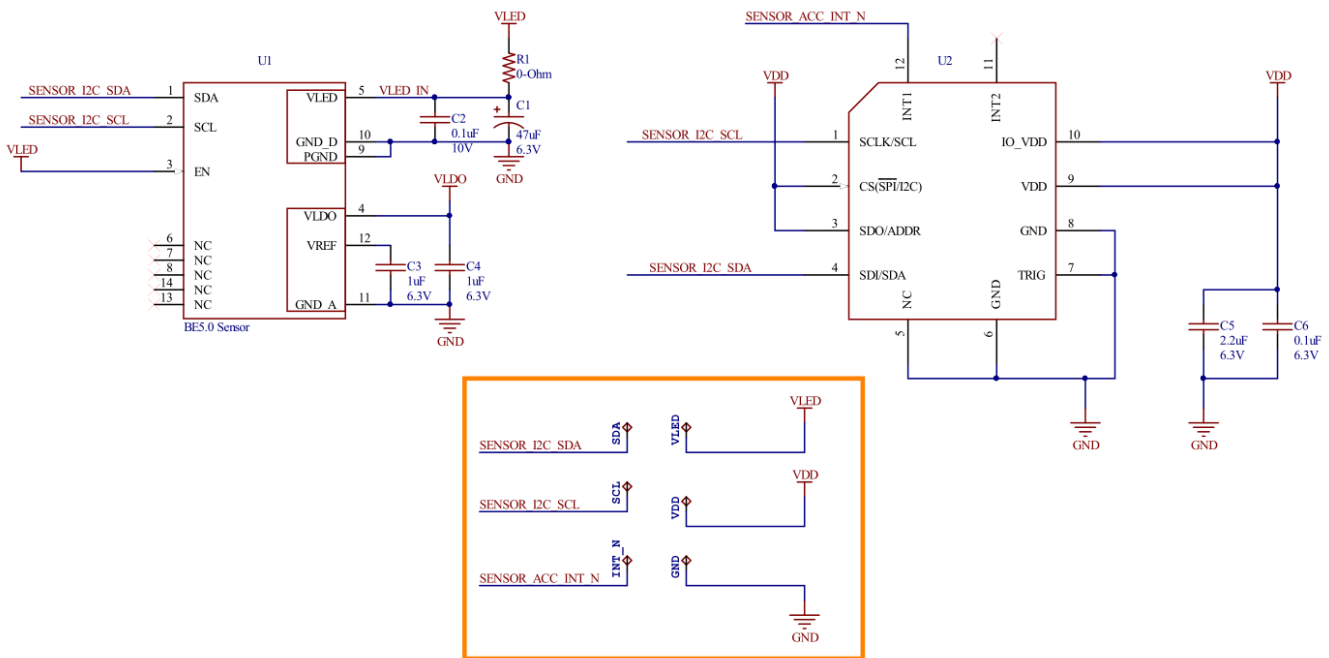 U1
SENSOR_I2C_SDA
1
SDA
SENSOR_I2C_SCL
2
SCL
VLED
3
EN
6
NC
7
NC
8
NC
14
NC
13
NC
BE5.0 Sensor
VLED
5
VLED_IN
GND_D
10
PGND
9
VLDO
4
VREF
12
GND_A
11
VLED
R1
0-Ohm
C2
0.1uF
10V
+
C1
47uF
6.3V
GND
VLDO
C3
1uF
6.3V
C4
1uF
6.3V
GND
SENSOR_ACC_INT_N
12
INT1
11
INT2
U2
VDD
SENSOR_I2C_SCL
1
SCLK/SCL
2
CS(SPI/I2C)
3
SDO/ADDR
SENSOR_I2C_SDA
4
SDI/SDA
NC
5
GND
6
IO_VDD
10
VDD
9
GND
8
TRIG
7
VDD
C5
2.2uF
6.3V
C6
0.1uF
6.3V
GND
GND
SENSOR_I2C_SDA
SDA
VLED
VLED
SENSOR_I2C_SCL
SCL
VDD
VDD
SENSOR_ACC_INT_N
INT_N
GND
GND